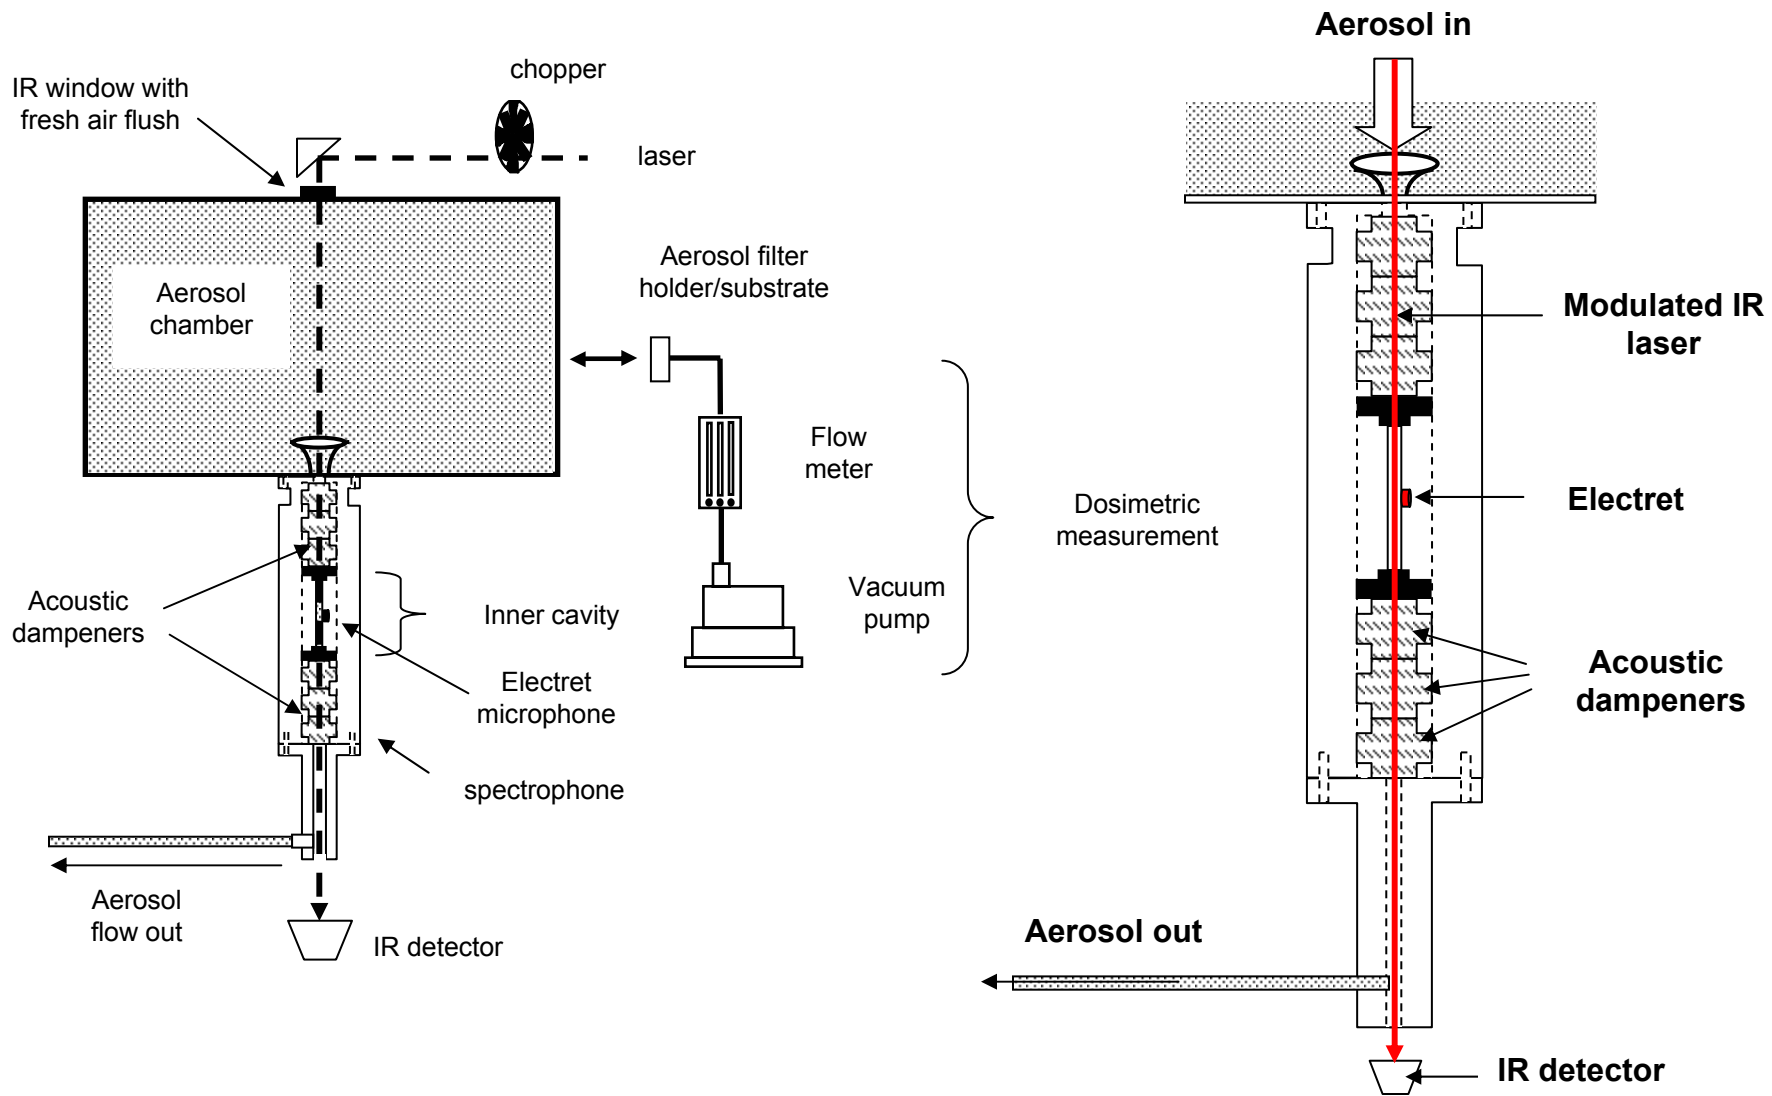 chopper
IR window with
fresh air flush
laser
Aerosol
chamber
Aerosol filter
holder/substrate
Flow
meter
Dosimetric
measurement
Vacuum
pump
Acoustic
dampeners
Inner cavity
Electret
microphone
spectrophone
Aerosol
flow out
IR detector
Aerosol in
Modulated IR
laser
Electret
Acoustic
dampeners
Aerosol out
IR detector